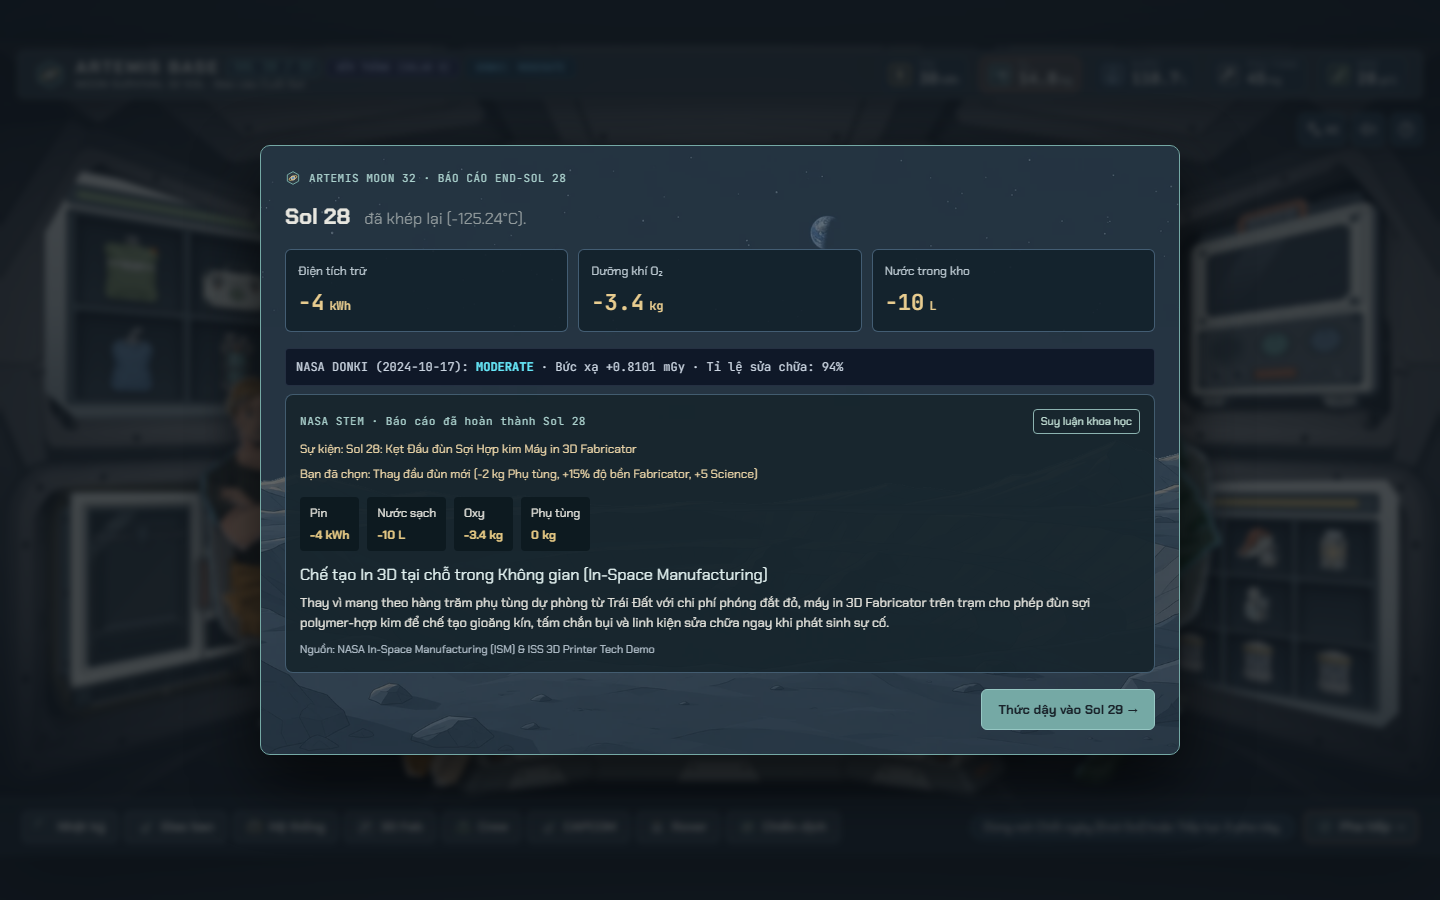 ARTEMIS MOON 32 · BÁO CÁO END-SOL 28
Sol 28 đã khép lại (-125.24°C).
Điện tích trữ
-4 kWh
Dưỡng khí O₂
-3.4 kg
Nước trong kho
-10 L
NASA DONKI (2024-10-17): MODERATE · Bức xạ +0.8101 mGy · Tỉ lệ sửa chữa: 94%
NASA STEM · Báo cáo đã hoàn thành Sol 28
Suy luận khoa học
Sự kiện: Sol 28: Kẹt Đầu đùn Sợi Hợp kim Máy in 3D Fabricator
Bạn đã chọn: Thay đầu đùn mới (-2 kg Phụ tùng, +15% độ bền Fabricator, +5 Science)
Pin
-4 kWh
Nước sạch
-10 L
Oxy
-3.4 kg
Phụ tùng
0 kg
Chế tạo In 3D tại chỗ trong Không gian (In-Space Manufacturing)
Thay vì mang theo hàng trăm phụ tùng dự phòng từ Trái Đất với chi phí phóng đắt đỏ, máy in 3D Fabricator trên trạm cho phép đùn sợi
polymer-hợp kim để chế tạo gioăng kín, tấm chắn bụi và linh kiện sửa chữa ngay khi phát sinh sự cố.
Nguồn: NASA In-Space Manufacturing (ISM) & ISS 3D Printer Tech Demo
Thức dậy vào Sol 29 →
ARTEMIS BASE